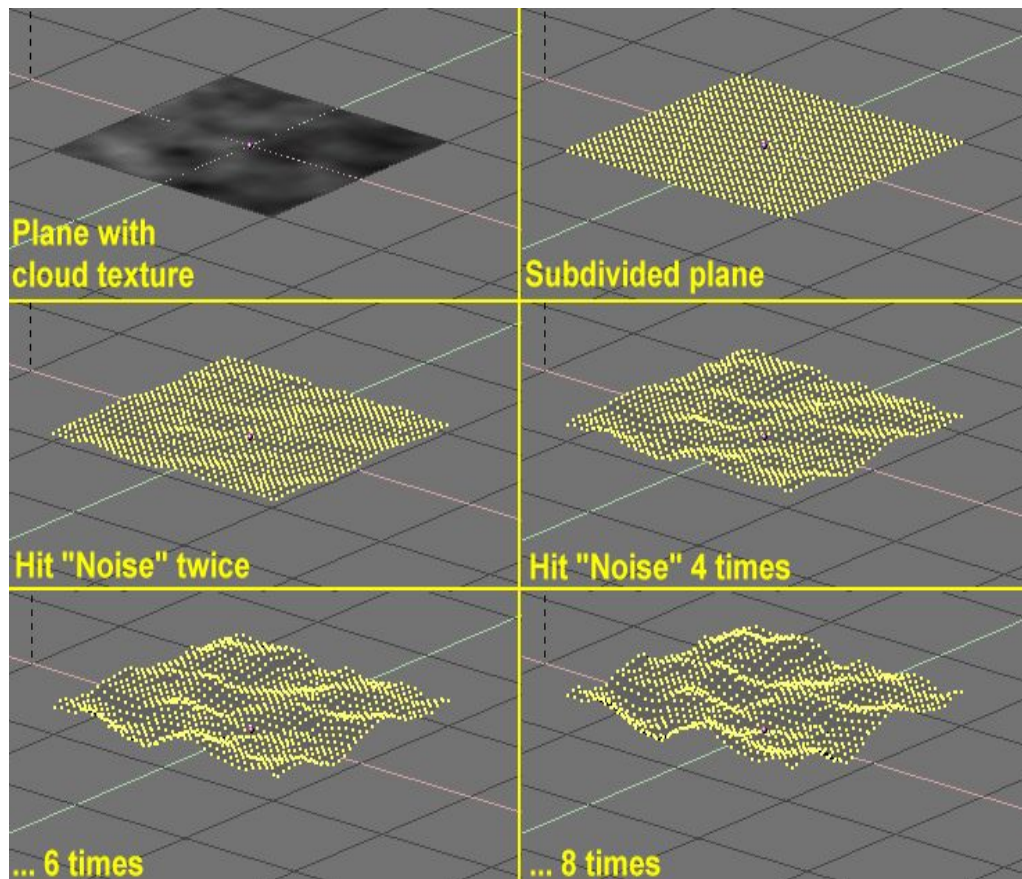 Plane with
cloud texture
Subdivided plane
Hit "Noise" twice
Hit "Noise" 4 times
... 6 times
... 8 times